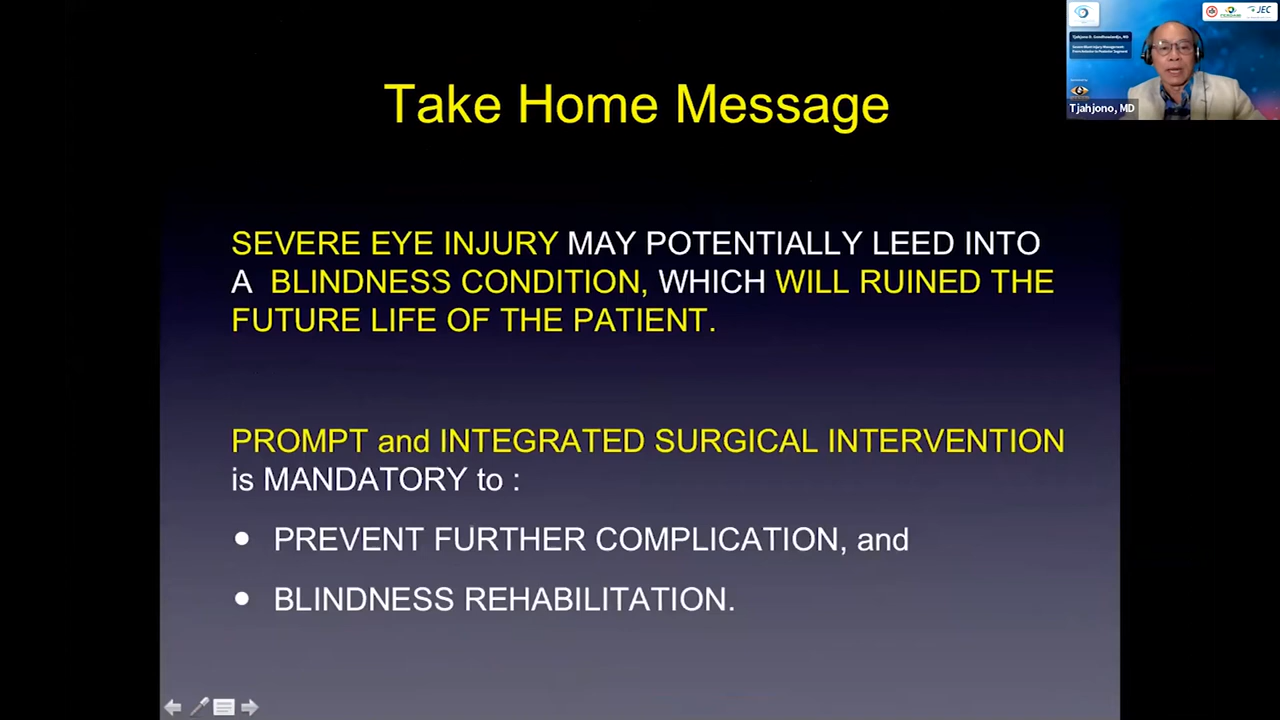 Take Home Message
SEVERE EYE INJURY MAY POTENTIALLY LEED INTO
A BLINDNESS CONDITION, WHICH WILL RUINED THE
FUTURE LIFE OF THE PATIENT.
PROMPT and INTEGRATED SURGICAL INTERVENTION
is MANDATORY to :
• PREVENT FURTHER COMPLICATION, and
• BLINDNESS REHABILITATION.
JEC
Tjahjono, MD